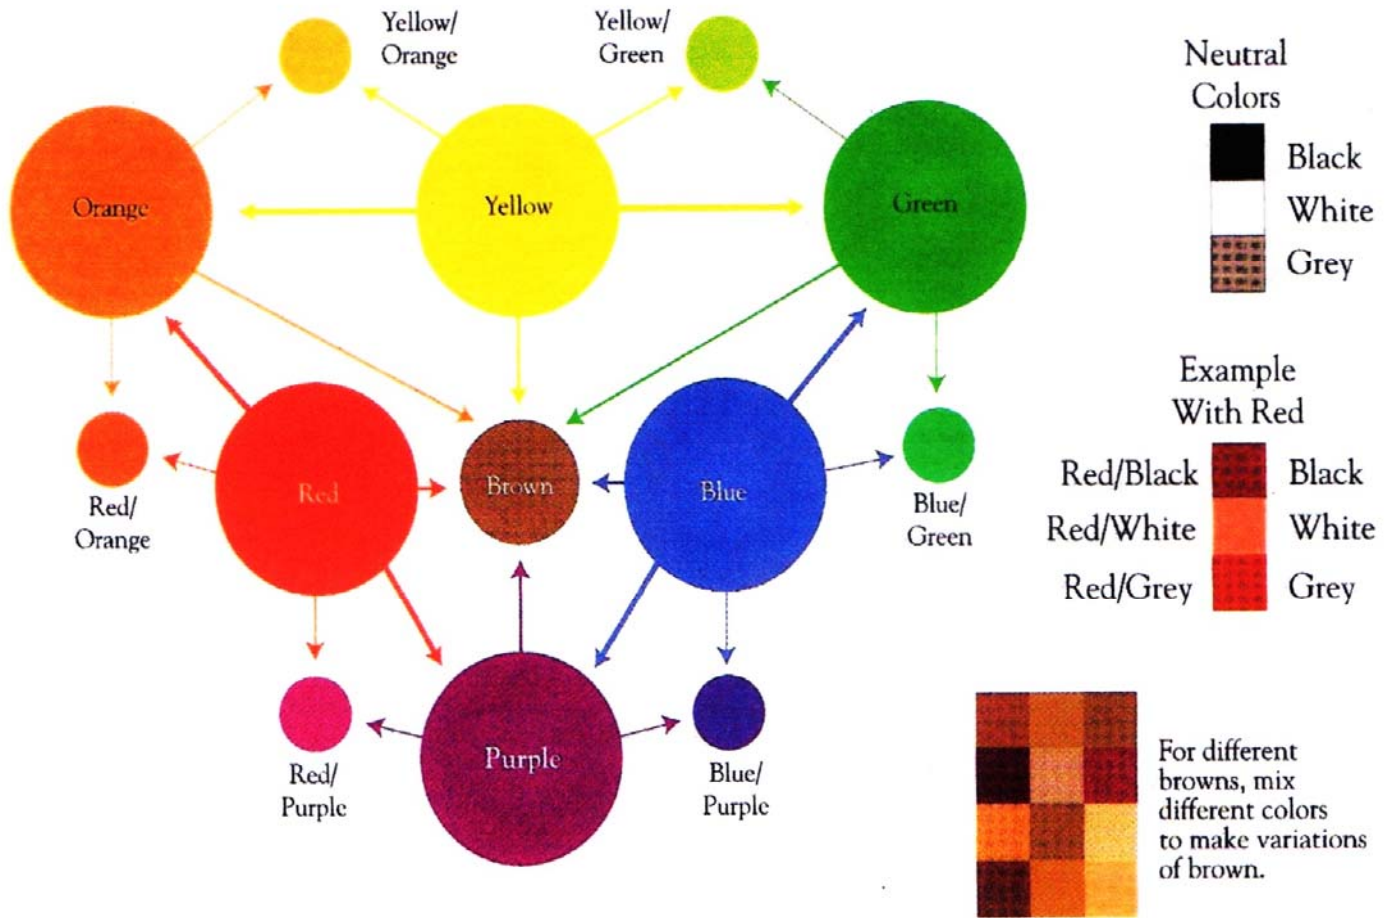 Yellow/
Orange
Yellow/
Green
Orange
Yellow
Green
Red
Brown
Blue
Red/
Orange
Blue/
Green
Purple
Red/
Purple
Blue/
Purple
Neutral
Colors
Black
White
Grey
Example
With Red
Red/Black Black
Red/White White
Red/Grey Grey
For different
browns, mix
different colors
to make variations
of brown.